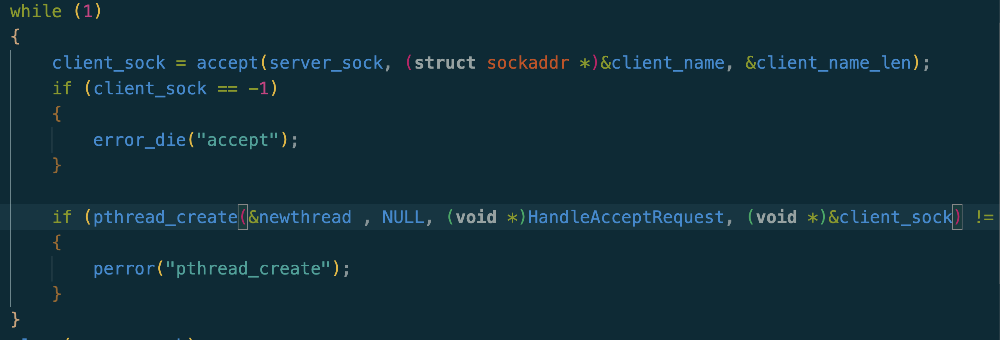 while (1)
{
client_sock = accept(server_sock, (struct sockaddr *)&client_name, &client_name_len);
if (client_sock == -1)
{
error_die("accept");
}
if (pthread_create(&newthread , NULL, (void *)HandleAcceptRequest, (void *)&client_sock) !=
{
perror("pthread_create");
}
}